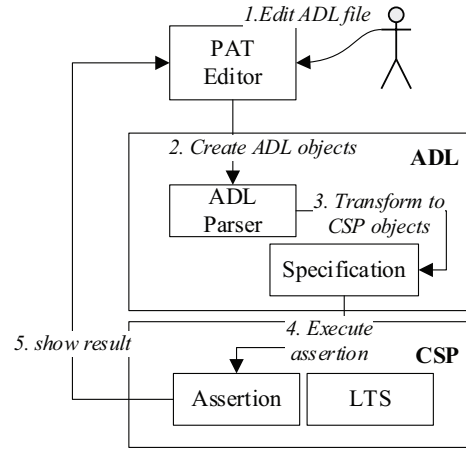 1.Edit ADL file
PAT
Editor
2. Create ADL objects
ADL
ADL
Parser
3. Transform to
CSP objects
Specification
4. Execute
assertion
5. show result
CSP
Assertion
LTS